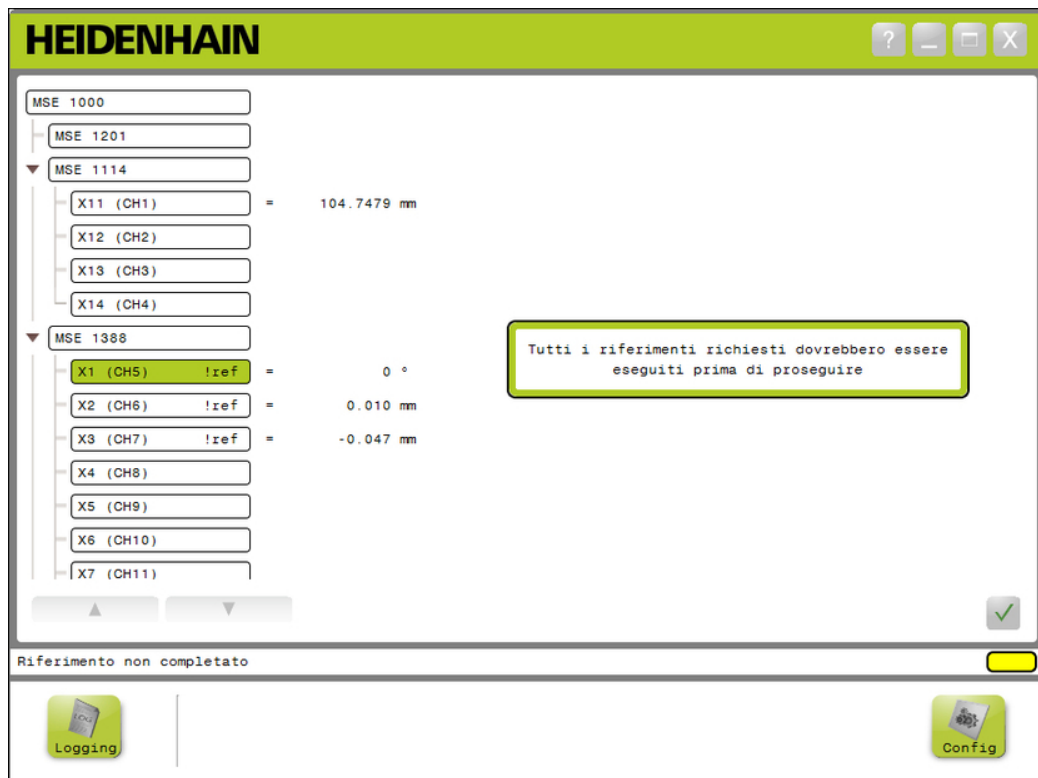 HEIDENHAIN
? _ X
MSE 1000
MSE 1201
MSE 1114
X11 (CH1) = 104.7479 mm
X12 (CH2)
X13 (CH3)
X14 (CH4)
MSE 1388
X1 (CH5) !ref = 0 °
X2 (CH6) !ref = 0.010 mm
X3 (CH7) !ref = -0.047 mm
X4 (CH8)
X5 (CH9)
X6 (CH10)
X7 (CH11)
Tutti i riferimenti richiesti dovrebbero essere
eseguiti prima di proseguire
Riferimento non completato
LOG
Logging
Config